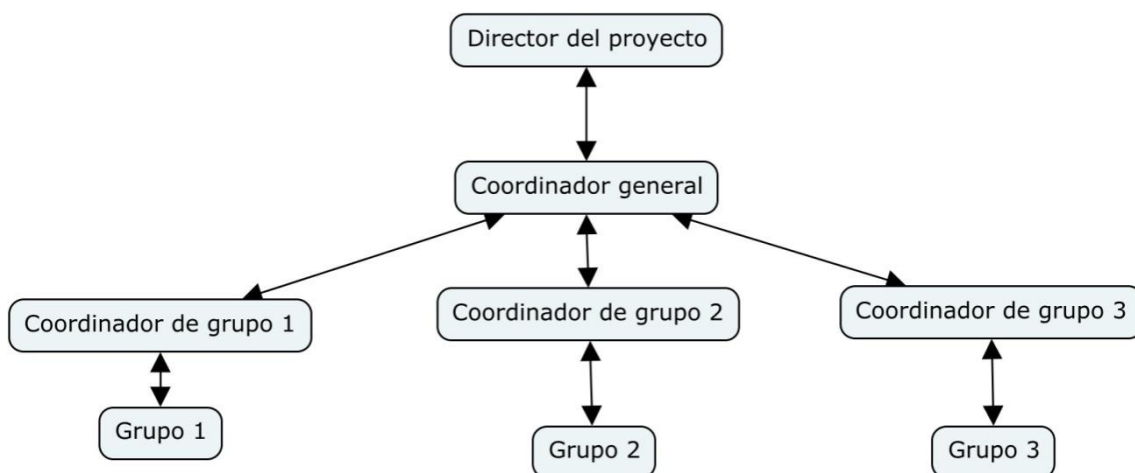 Director del proyecto
Coordinador general
Coordinador de grupo 1
Coordinador de grupo 2
Coordinador de grupo 3
Grupo 1
Grupo 2
Grupo 3